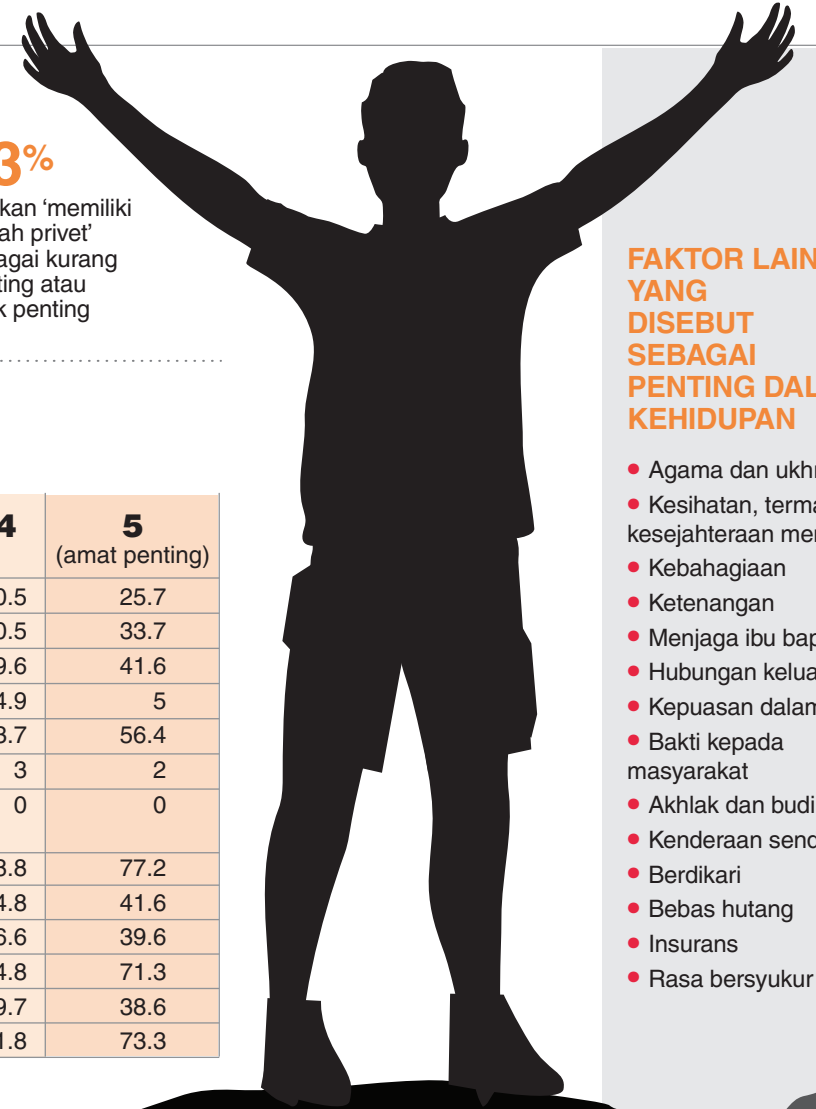 3%
kan ‘memiliki
ah privet’
agai kurang
ting atau
k penting
4 5
(amat penting)
0.5 25.7
0.5 33.7
9.6 41.6
4.9 5
3.7 56.4
3 2
0 0
3.8 77.2
4.8 41.6
6.6 39.6
4.8 71.3
9.7 38.6
1.8 73.3
FAKTOR LAIN
YANG
DISEBUT
SEBAGAI
PENTING DAL
KEHIDUPAN
• Agama dan ukh
• Kesihatan, terma
kesejahteraan me
• Kebahagiaan
• Ketenangan
• Menjaga ibu bap
• Hubungan kelua
• Kepuasan dalam
• Bakti kepada
masyarakat
• Akhlak dan budi
• Kenderaan send
• Berdikari
• Bebas hutang
• Insurans
• Rasa bersyukur